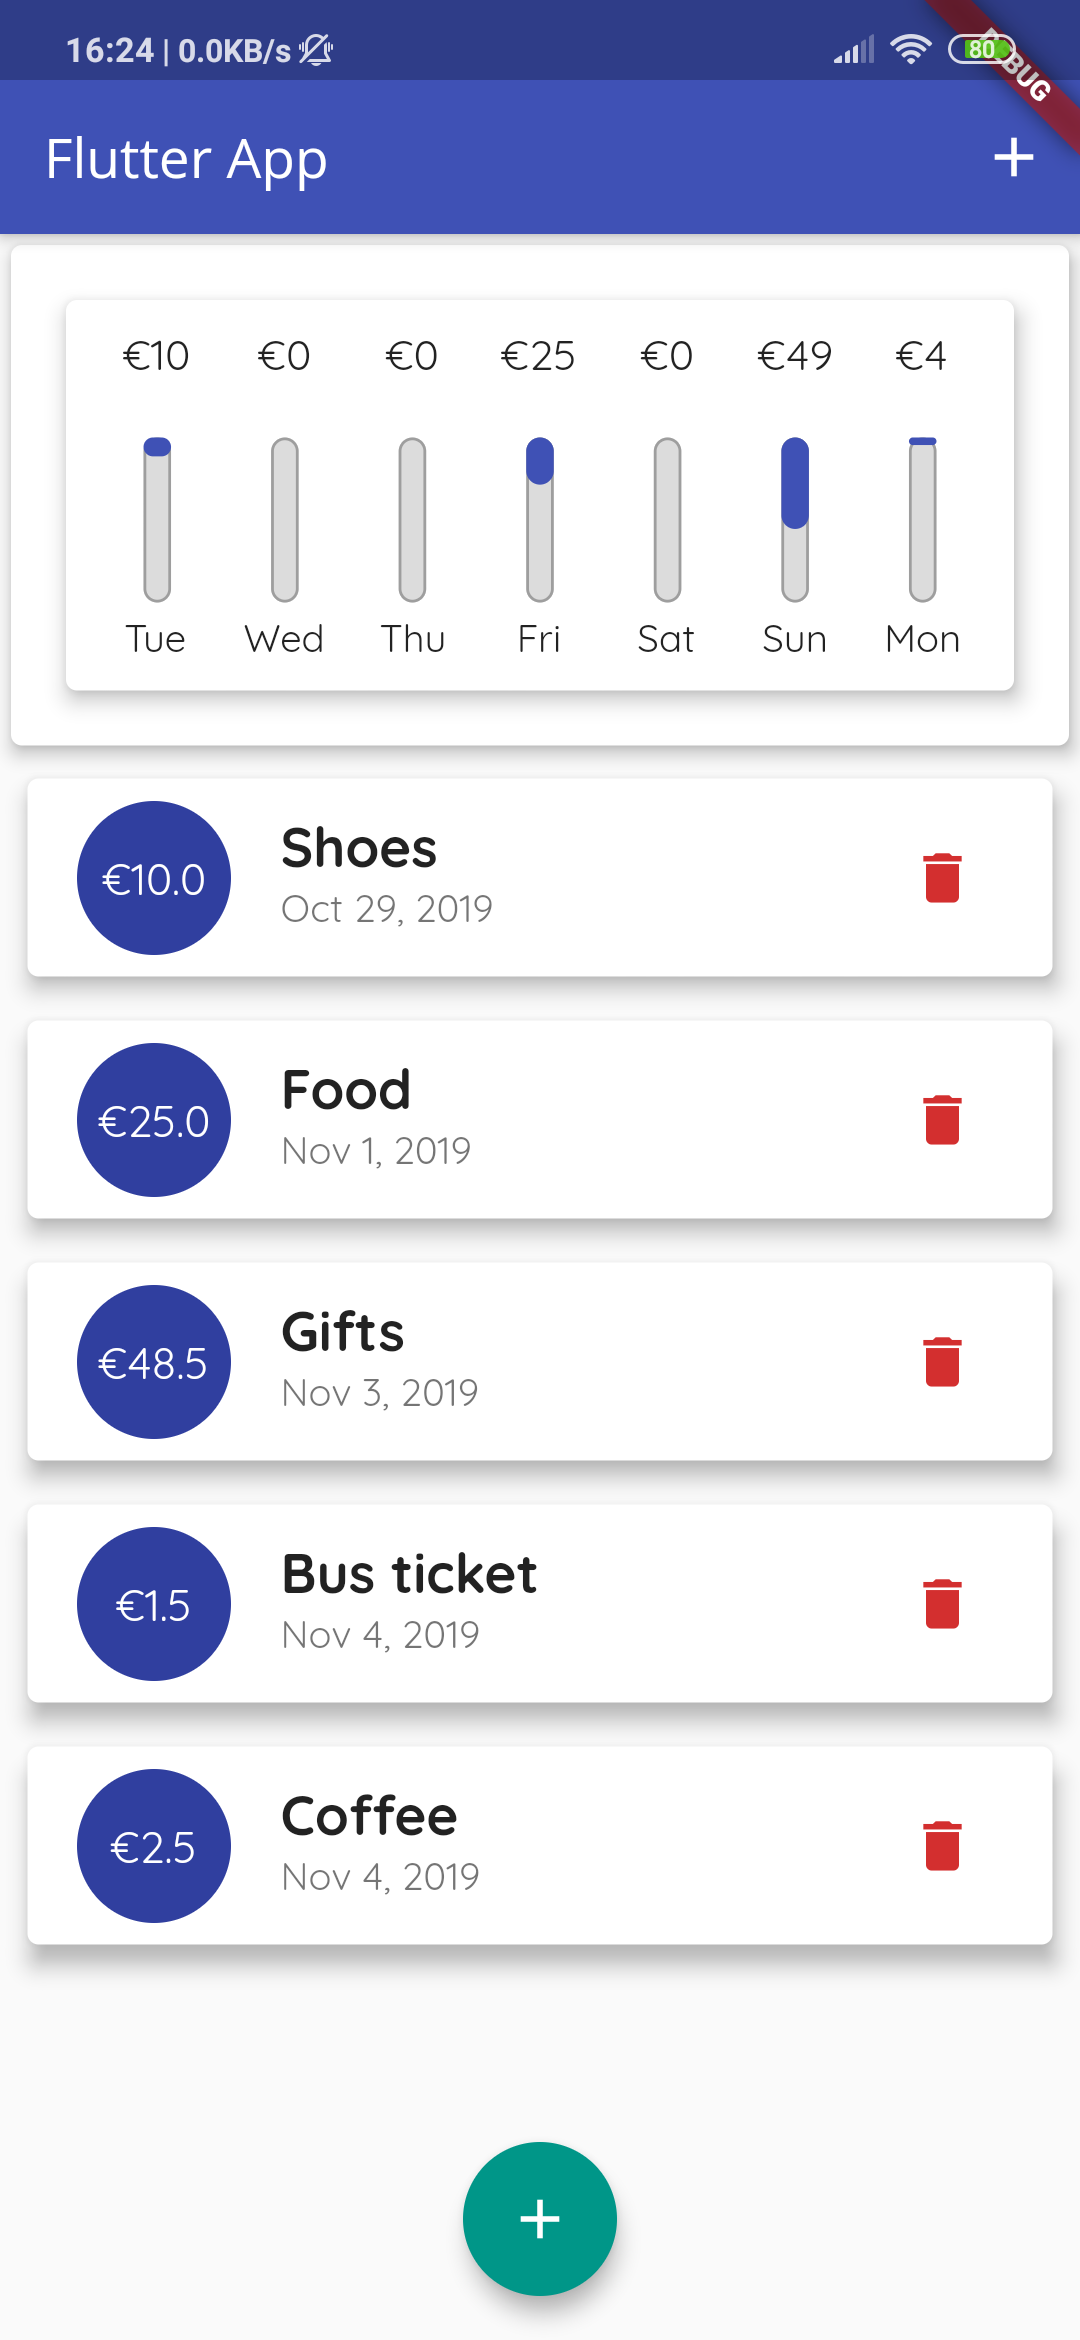 16:24 | 0.0KB/s
80
DEBUG
Flutter App
€10 €0 €0 €25 €0 €49 €4
Tue Wed Thu Fri Sat Sun Mon
€10.0
Shoes
Oct 29, 2019
€25.0
Food
Nov 1, 2019
€48.5
Gifts
Nov 3, 2019
€1.5
Bus ticket
Nov 4, 2019
€2.5
Coffee
Nov 4, 2019